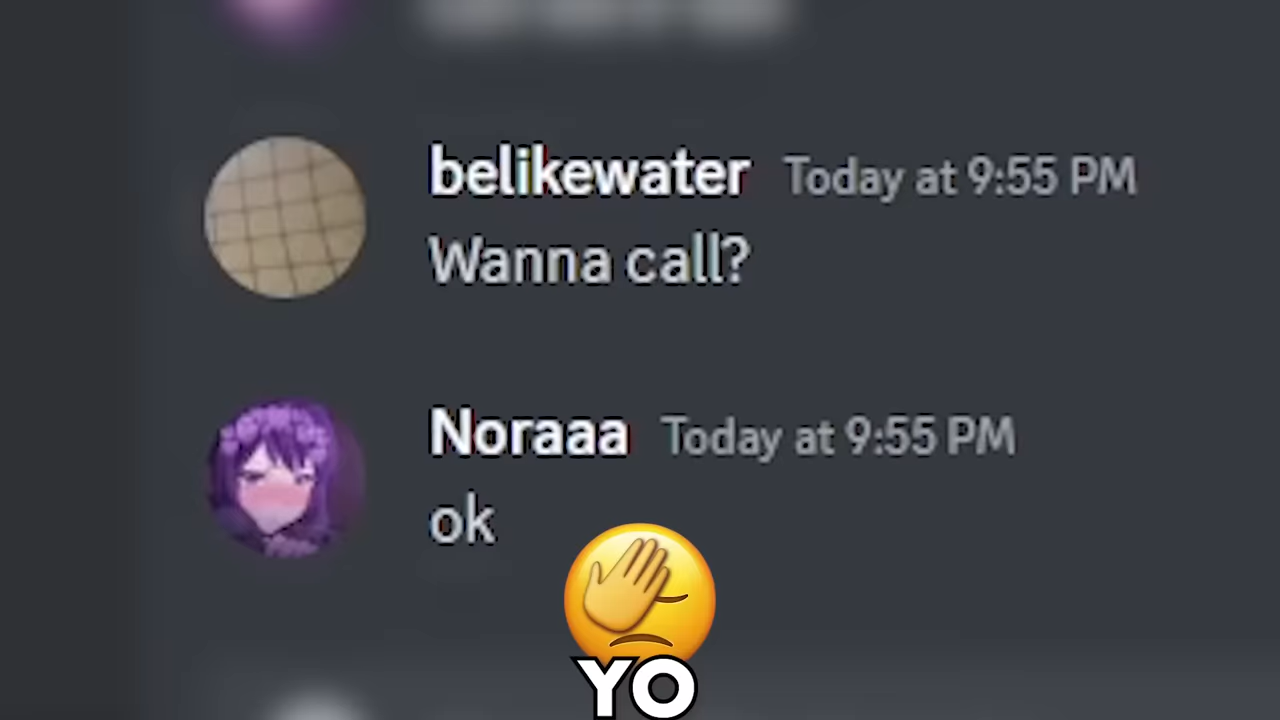 belikewater Today at 9:55 PM
Wanna call?
Noraaa Today at 9:55 PM
ok
YO